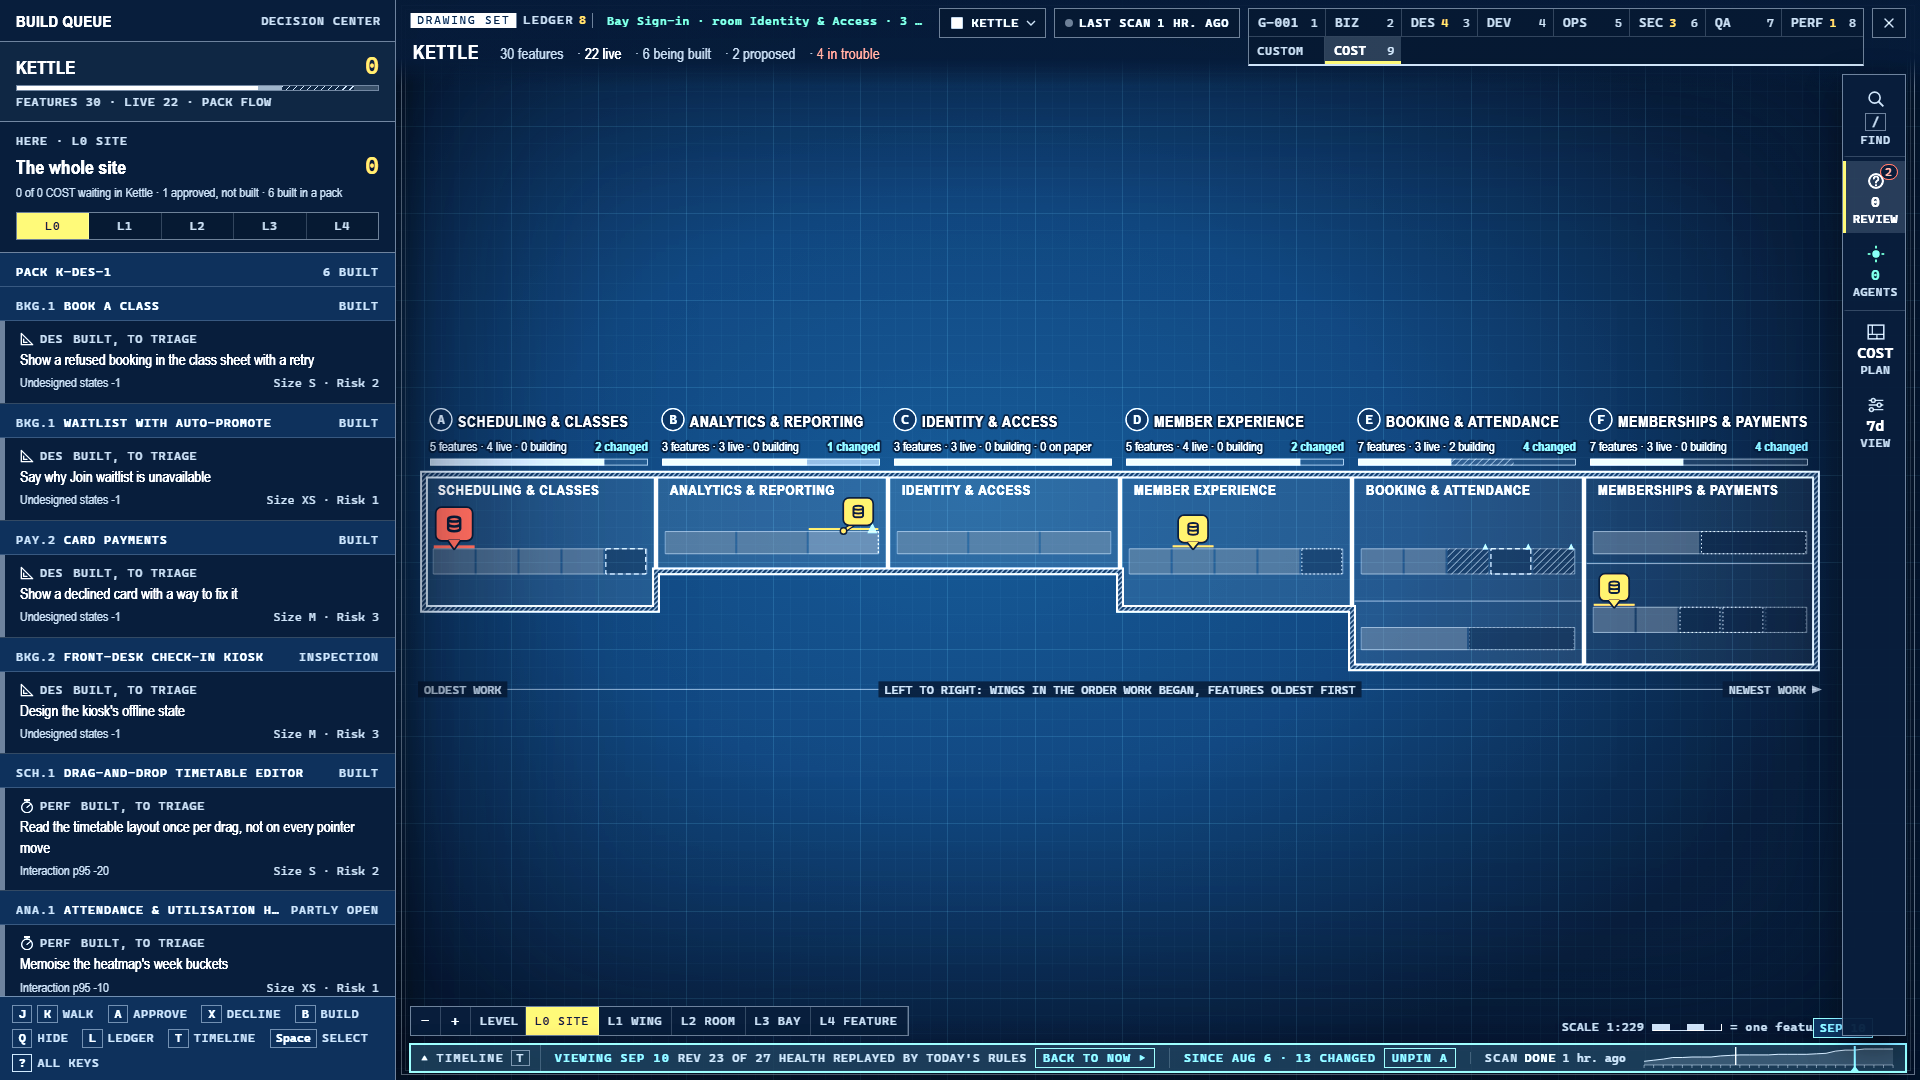 BUILD QUEUE
DECISION CENTER
KETTLE
0
FEATURES 30 · LIVE 22 · PACK FLOW
HERE · L0 SITE
The whole site
0
0 of 0 COST waiting in Kettle · 1 approved, not built · 6 built in a pack
L0 L1 L2 L3 L4
PACK K-DES-1
6 BUILT
BKG.1 BOOK A CLASS
BUILT
DES BUILT, TO TRIAGE
Show a refused booking in the class sheet with a retry
Undesigned states -1
Size S · Risk 2
BKG.1 WAITLIST WITH AUTO-PROMOTE
BUILT
DES BUILT, TO TRIAGE
Say why Join waitlist is unavailable
Undesigned states -1
Size XS · Risk 1
PAY.2 CARD PAYMENTS
BUILT
DES BUILT, TO TRIAGE
Show a declined card with a way to fix it
Undesigned states -1
Size M · Risk 3
BKG.2 FRONT-DESK CHECK-IN KIOSK
INSPECTION
DES BUILT, TO TRIAGE
Design the kiosk's offline state
Undesigned states -1
Size M · Risk 3
SCH.1 DRAG-AND-DROP TIMETABLE EDITOR
BUILT
PERF BUILT, TO TRIAGE
Read the timetable layout once per drag, not on every pointer
move
Interaction p95 -20
Size S · Risk 2
ANA.1 ATTENDANCE & UTILISATION H…
PARTLY OPEN
PERF BUILT, TO TRIAGE
Memoise the heatmap's week buckets
Interaction p95 -10
Size XS · Risk 1
J K WALK A APPROVE X DECLINE B BUILD
Q HIDE L LEDGER T TIMELINE Space SELECT
? ALL KEYS
DRAWING SET LEDGER 8
Bay Sign-in · room Identity & Access · 3 …
KETTLE
LAST SCAN 1 HR. AGO
G-001 1 BIZ 2 DES 4 3 DEV 4 OPS 5 SEC 3 6 QA 7 PERF 1 8
CUSTOM COST 9
KETTLE 30 features · 22 live · 6 being built · 2 proposed · 4 in trouble
/
FIND
2
0
REVIEW
0
AGENTS
COST
PLAN
7d
VIEW
A SCHEDULING & CLASSES
5 features · 4 live · 0 building 2 changed
B ANALYTICS & REPORTING
3 features · 3 live · 0 building 1 changed
C IDENTITY & ACCESS
3 features · 3 live · 0 building · 0 on paper
D MEMBER EXPERIENCE
5 features · 4 live · 0 building 2 changed
E BOOKING & ATTENDANCE
7 features · 3 live · 2 building 4 changed
F MEMBERSHIPS & PAYMENTS
7 features · 3 live · 0 building 4 changed
SCHEDULING & CLASSES
ANALYTICS & REPORTING
IDENTITY & ACCESS
MEMBER EXPERIENCE
BOOKING & ATTENDANCE
MEMBERSHIPS & PAYMENTS
OLDEST WORK
LEFT TO RIGHT: WINGS IN THE ORDER WORK BEGAN, FEATURES OLDEST FIRST
NEWEST WORK
− + LEVEL L0 SITE L1 WING L2 ROOM L3 BAY L4 FEATURE
SCALE 1:229 = one featu
SEP 10
TIMELINE T
VIEWING SEP 10 REV 23 OF 27 HEALTH REPLAYED BY TODAY'S RULES BACK TO NOW
SINCE AUG 6 · 13 CHANGED UNPIN A
SCAN DONE 1 hr. ago